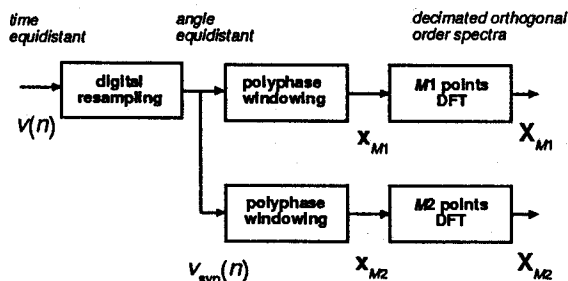 time
equidistant
angle
equidistant
decimated orthogonal
order spectra
digital
resampling
polyphase
windowing
M1 points
DFT
v(n)
x_M1
X_M1
polyphase
windowing
M2 points
DFT
v_syn(n)
x_M2
X_M2